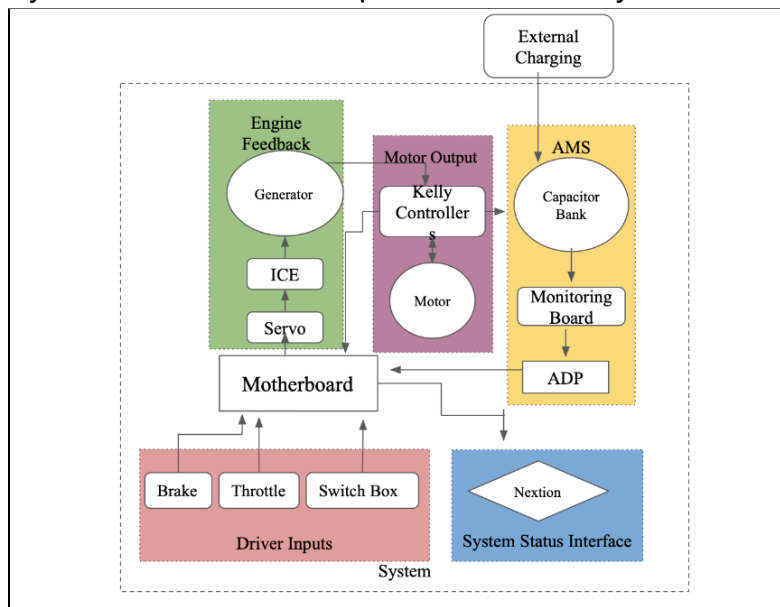 External
Charging
Engine
Feedback
Generator
ICE
Servo
Motor Output
Kelly
Controller
s
Motor
AMS
Capacitor
Bank
Monitoring
Board
ADP
Motherboard
Brake
Throttle
Switch Box
Driver Inputs
Nextion
System Status Interface
System